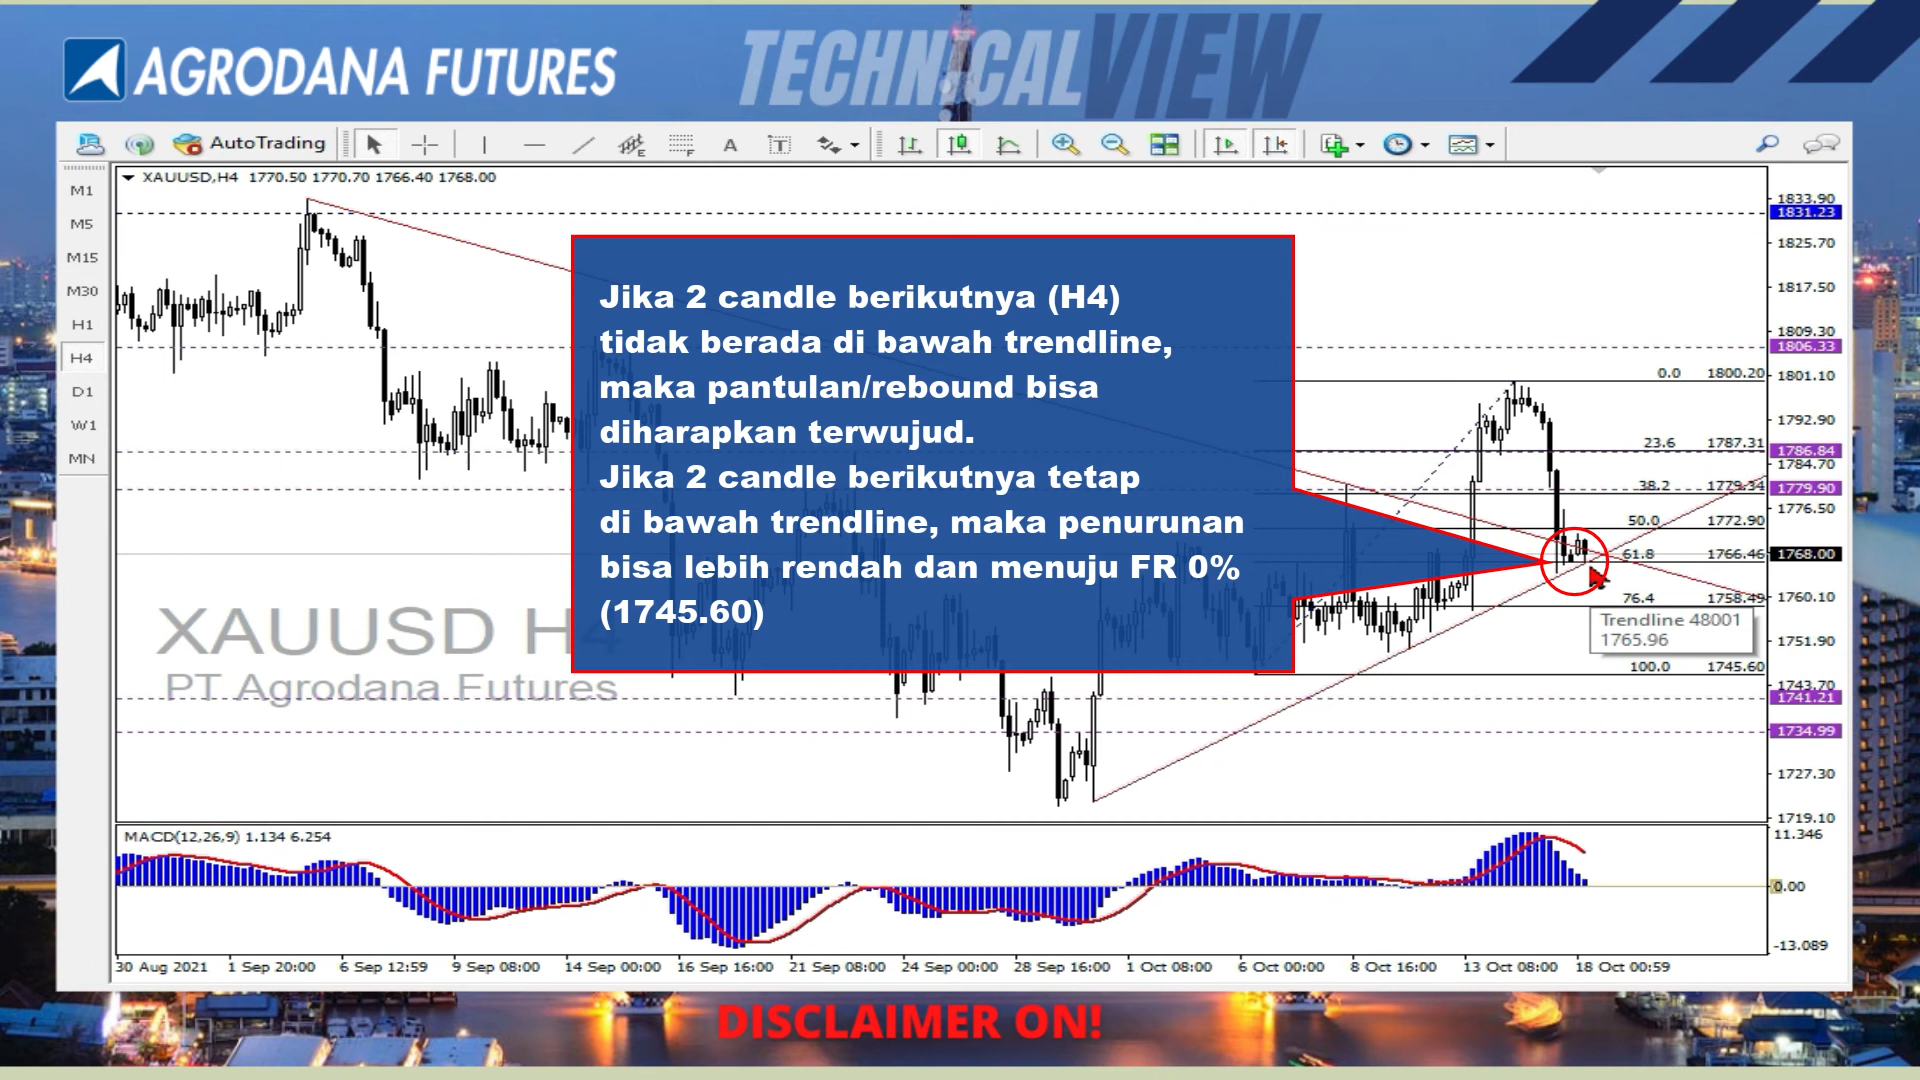 AGRODANA FUTURES
TECHNICAL VIEW
AutoTrading
E
F
A
T
M1
M5
M15
M30
H1
H4
D1
W1
MN
XAUUSD,H4 1770.50 1770.70 1766.40 1768.00
Jika 2 candle berikutnya (H4)
tidak berada di bawah trendline,
maka pantulan/rebound bisa
diharapkan terwujud.
Jika 2 candle berikutnya tetap
di bawah trendline, maka penurunan
bisa lebih rendah dan menuju FR 0%
(1745.60)
XAUUSD H4
PT Agrodana Futures
0.0 1800.20
23.6 1787.31
38.2 1779.34
50.0 1772.90
61.8 1766.46
76.4 1758.49
100.0 1745.60
Trendline 48001
1765.96
1833.90
1831.23
1825.70
1817.50
1809.30
1806.33
1801.10
1792.90
1786.84
1784.70
1779.90
1776.50
1768.00
1760.10
1751.90
1743.70
1741.21
1734.99
1727.30
1719.10
MACD(12,26,9) 1.134 6.254
11.346
0.00
-13.089
30 Aug 2021 1 Sep 20:00 6 Sep 12:59 9 Sep 08:00 14 Sep 00:00 16 Sep 16:00 21 Sep 08:00 24 Sep 00:00 28 Sep 16:00 1 Oct 08:00 6 Oct 00:00 8 Oct 16:00 13 Oct 08:00 18 Oct 00:59
DISCLAIMER ON!